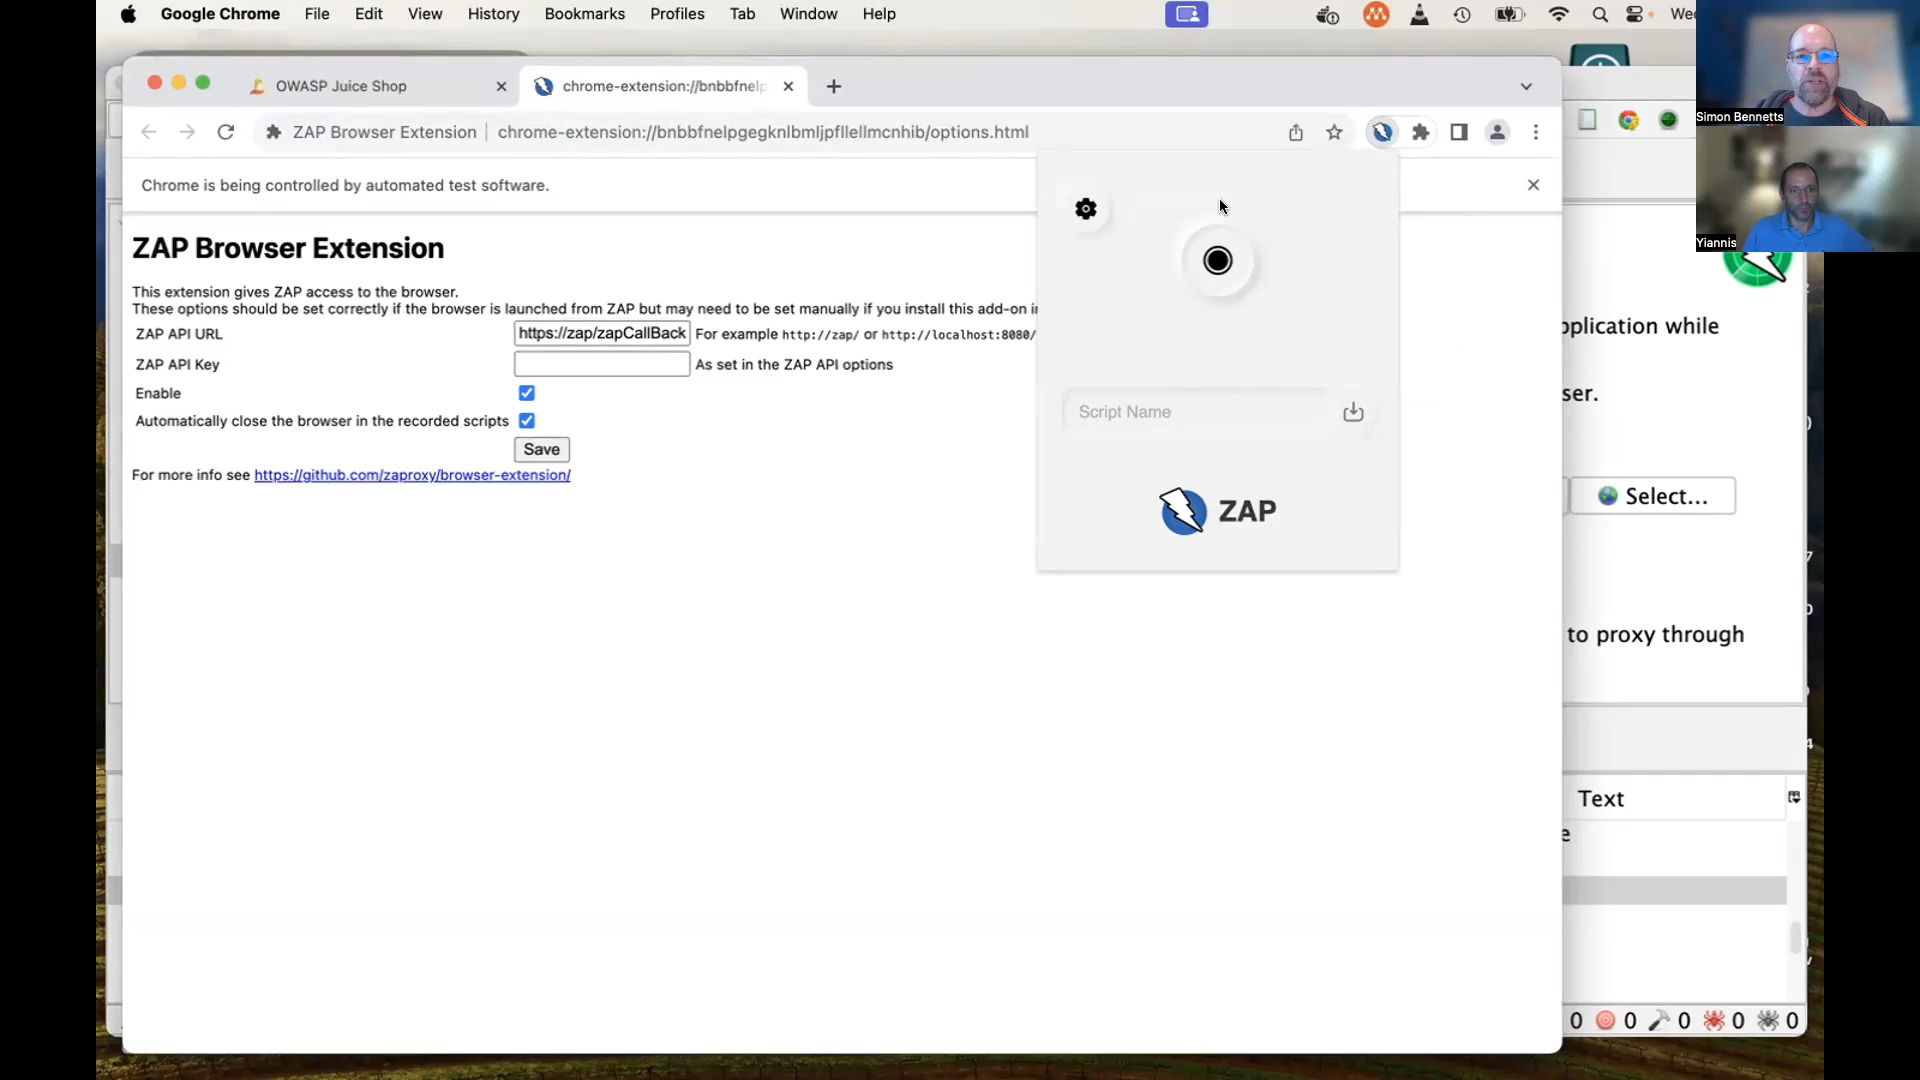 Google Chrome File Edit View History Bookmarks Profiles Tab Window Help
Simon Bennetts
Yiannis
OWASP Juice Shop
chrome-extension://bnbbfnelp
ZAP Browser Extension
chrome-extension://bnbbfnelpgegknlbmljpfllellmcnhib/options.html
Chrome is being controlled by automated test software.
ZAP Browser Extension
This extension gives ZAP access to the browser.
These options should be set correctly if the browser is launched from ZAP but may need to be set manually if you install this add-on i
ZAP API URL https://zap/zapCallBack For example http://zap/ or http://localhost:8080/
ZAP API Key As set in the ZAP API options
Enable
Automatically close the browser in the recorded scripts
Save
For more info see https://github.com/zaproxy/browser-extension/
Script Name
ZAP
pplication while
ser.
Select...
to proxy through
Text
e
0 0 0 0 0